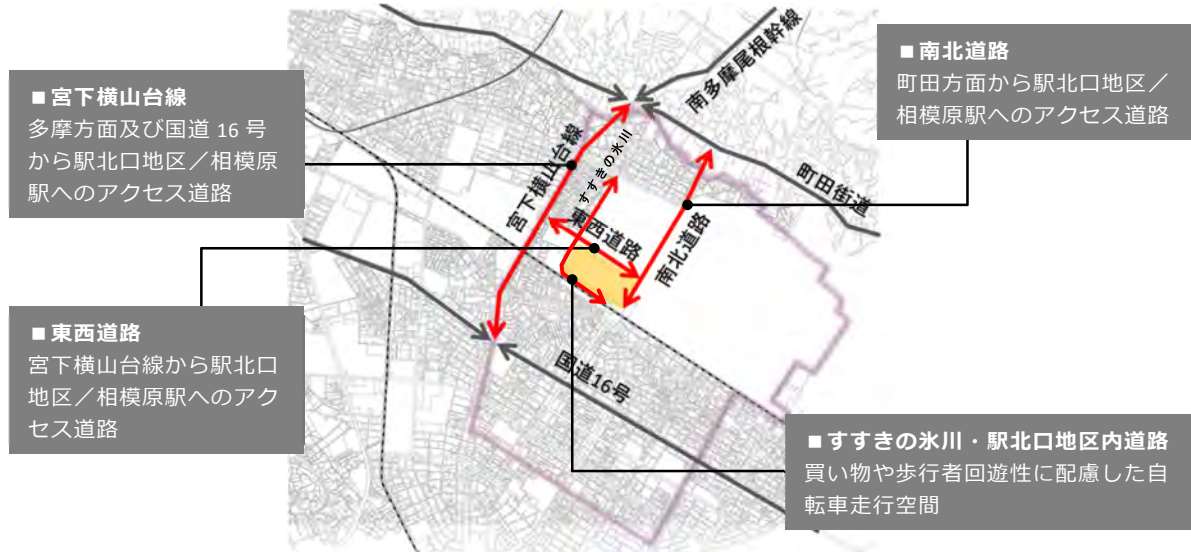 ■宮下横山台線
多摩方面及び国道 16 号
から駅北口地区／相模原
駅へのアクセス道路
■東西道路
宮下横山台線から駅北口
地区／相模原駅へのアク
セス道路
南多摩尾根幹線
宮下横山台線
すすきの氷川
東西道路
南北道路
町田街道
国道16号
■南北道路
町田方面から駅北口地区／
相模原駅へのアクセス道路
■すすきの氷川・駅北口地区内道路
買い物や歩行者回遊性に配慮した自
転車走行空間